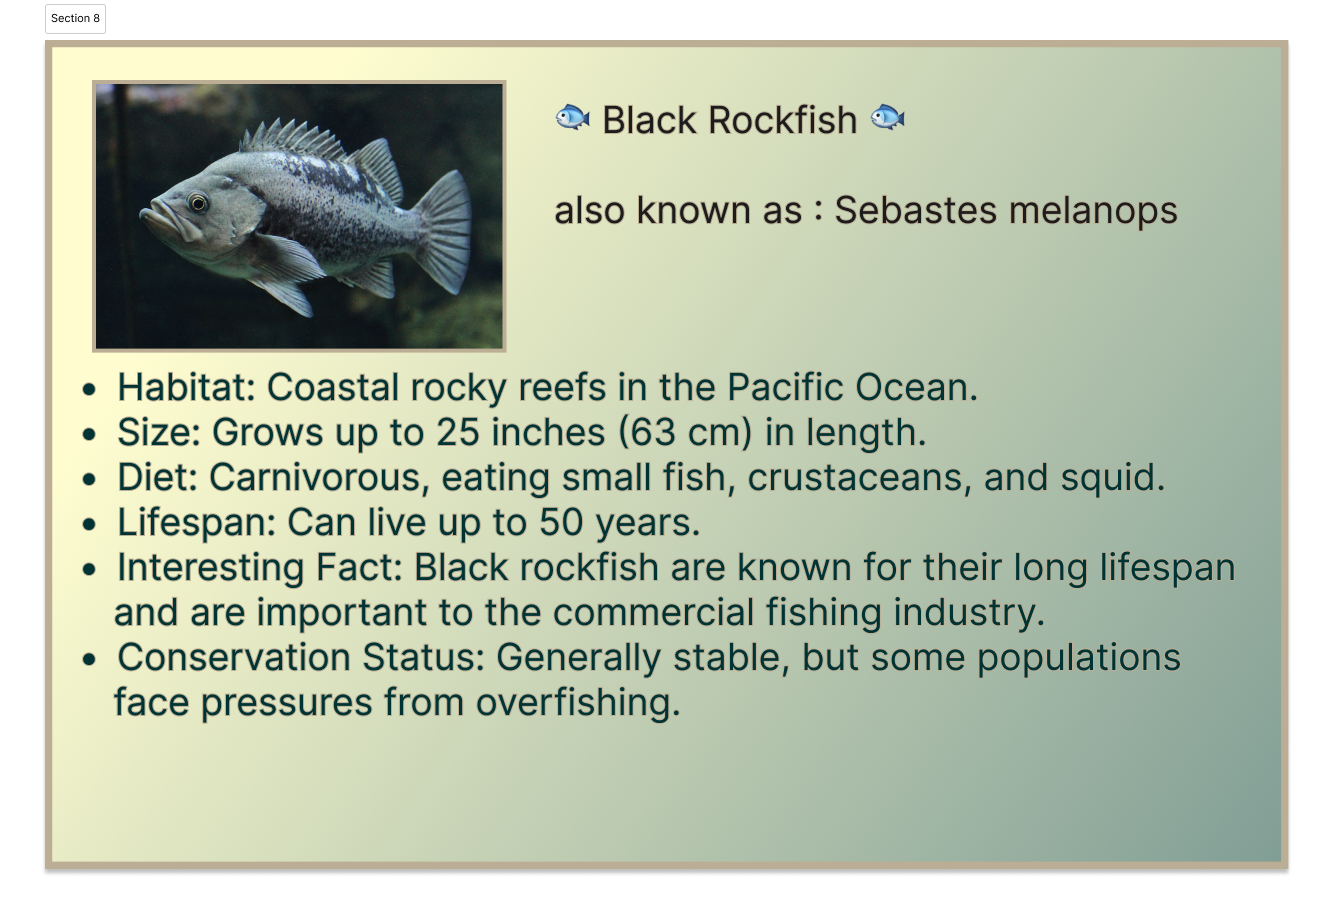 Section 8
🐟 Black Rockfish 🐟
also known as : Sebastes melanops
• Habitat: Coastal rocky reefs in the Pacific Ocean.
• Size: Grows up to 25 inches (63 cm) in length.
• Diet: Carnivorous, eating small fish, crustaceans, and squid.
• Lifespan: Can live up to 50 years.
• Interesting Fact: Black rockfish are known for their long lifespan
and are important to the commercial fishing industry.
• Conservation Status: Generally stable, but some populations
face pressures from overfishing.